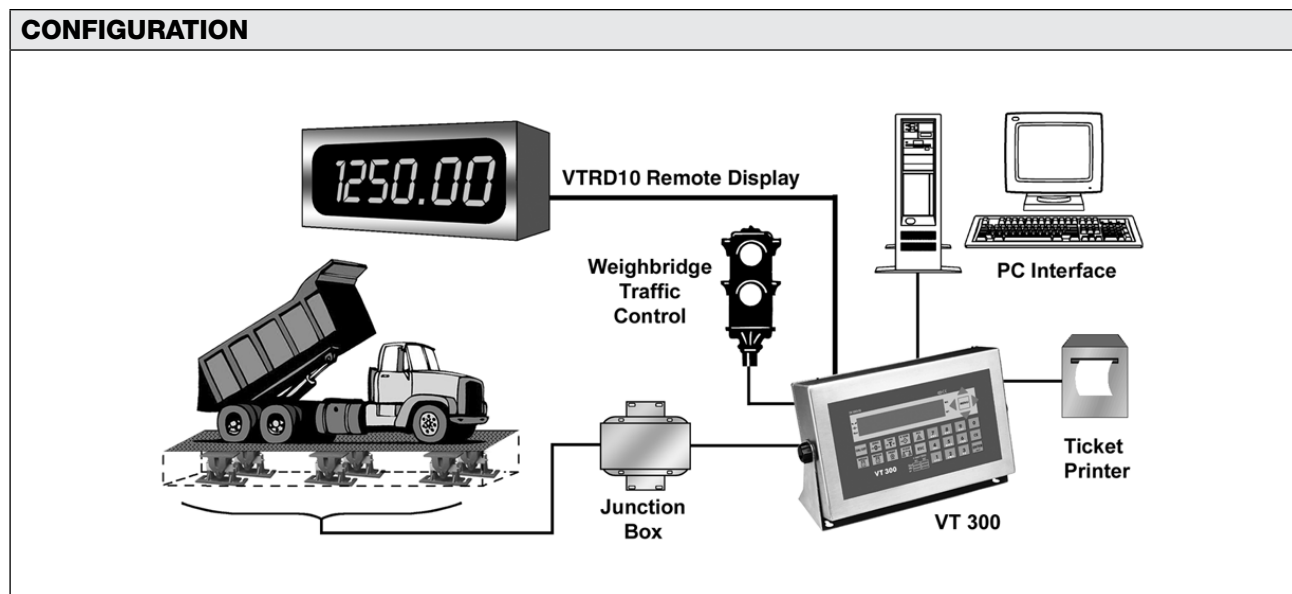 CONFIGURATION
1250.00
VTRD10 Remote Display
Weighbridge
Traffic
Control
PC Interface
Junction
Box
VT 300
Ticket
Printer
VT 300